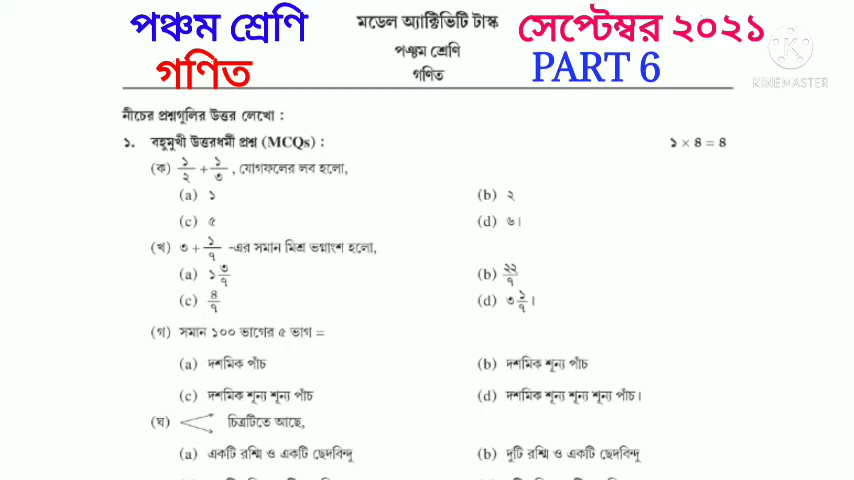 পঞ্চম শ্রেণি
মডেল অ্যাক্টিভিটি টাস্ক
সেপ্টেম্বর ২০২১
গণিত
পঞ্চম শ্রেণি
PART 6
গণিত
KINEMASTER
নীচের প্রশ্নগুলির উত্তর লেখো :
১. বহুমুখী উত্তরধর্মী প্রশ্ন (MCQs) : ১ × ৪ = ৪
(ক) ১/২ + ১/৩ , যোগফলের লব হলো,
(a) ১ (b) ২
(c) ৫ (d) ৬।
(খ) ৩ + ১/৭ -এর সমান মিশ্র ভগ্নাংশ হলো,
(a) ১ ৩/৭ (b) ২২/৭
(c) ৪/৭ (d) ৩ ১/৭ ।
(গ) সমান ১০০ ভাগের ৫ ভাগ =
(a) দশমিক পাঁচ (b) দশমিক শূন্য পাঁচ
(c) দশমিক শূন্য শূন্য পাঁচ (d) দশমিক শূন্য শূন্য শূন্য পাঁচ।
(ঘ) চিত্রটিতে আছে,
(a) একটি রশ্মি ও একটি ছেদবিন্দু (b) দুটি রশ্মি ও একটি ছেদবিন্দু